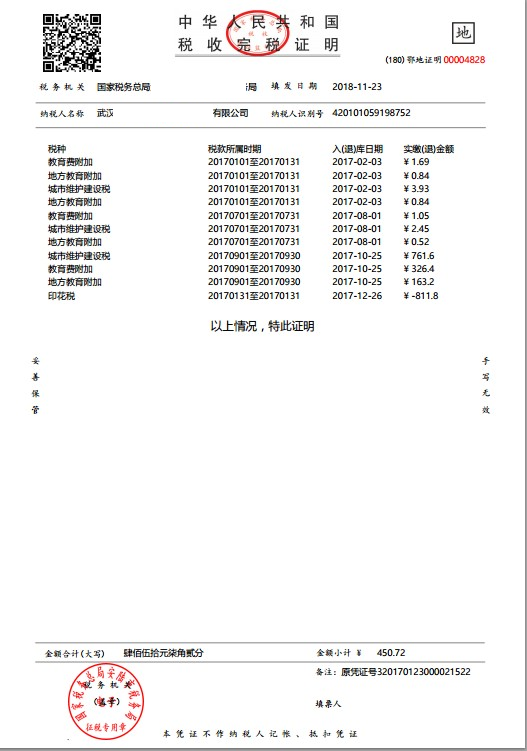 中华人民共和国
税收完税证明
地
(180) 鄂地证明 00004828
税务机关 国家税务总局 局 填发日期 2018-11-23
纳税人名称 武汉 有限公司 纳税人识别号 420101059198752
税种 税款所属时期 入(退)库日期 实缴(退)金额
教育费附加 20170101至20170131 2017-02-03 ¥ 1.69
地方教育附加 20170101至20170131 2017-02-03 ¥ 0.84
城市维护建设税 20170101至20170131 2017-02-03 ¥ 3.93
地方教育附加 20170101至20170131 2017-02-03 ¥ 0.84
教育费附加 20170701至20170731 2017-08-01 ¥ 1.05
城市维护建设税 20170701至20170731 2017-08-01 ¥ 2.45
地方教育附加 20170701至20170731 2017-08-01 ¥ 0.52
城市维护建设税 20170901至20170930 2017-10-25 ¥ 761.6
教育费附加 20170901至20170930 2017-10-25 ¥ 326.4
地方教育附加 20170901至20170930 2017-10-25 ¥ 163.2
印花税 20170131至20170131 2017-12-26 ¥ -811.8
以上情况，特此证明
妥善保管
手写无效
金额合计(大写) 肆佰伍拾元柒角贰分 金额小计 ¥ 450.72
备注：原凭证号320170123000021522
税务机关
(盖章)
征税专用章
填票人
本凭证不作纳税人记帐、抵扣凭证